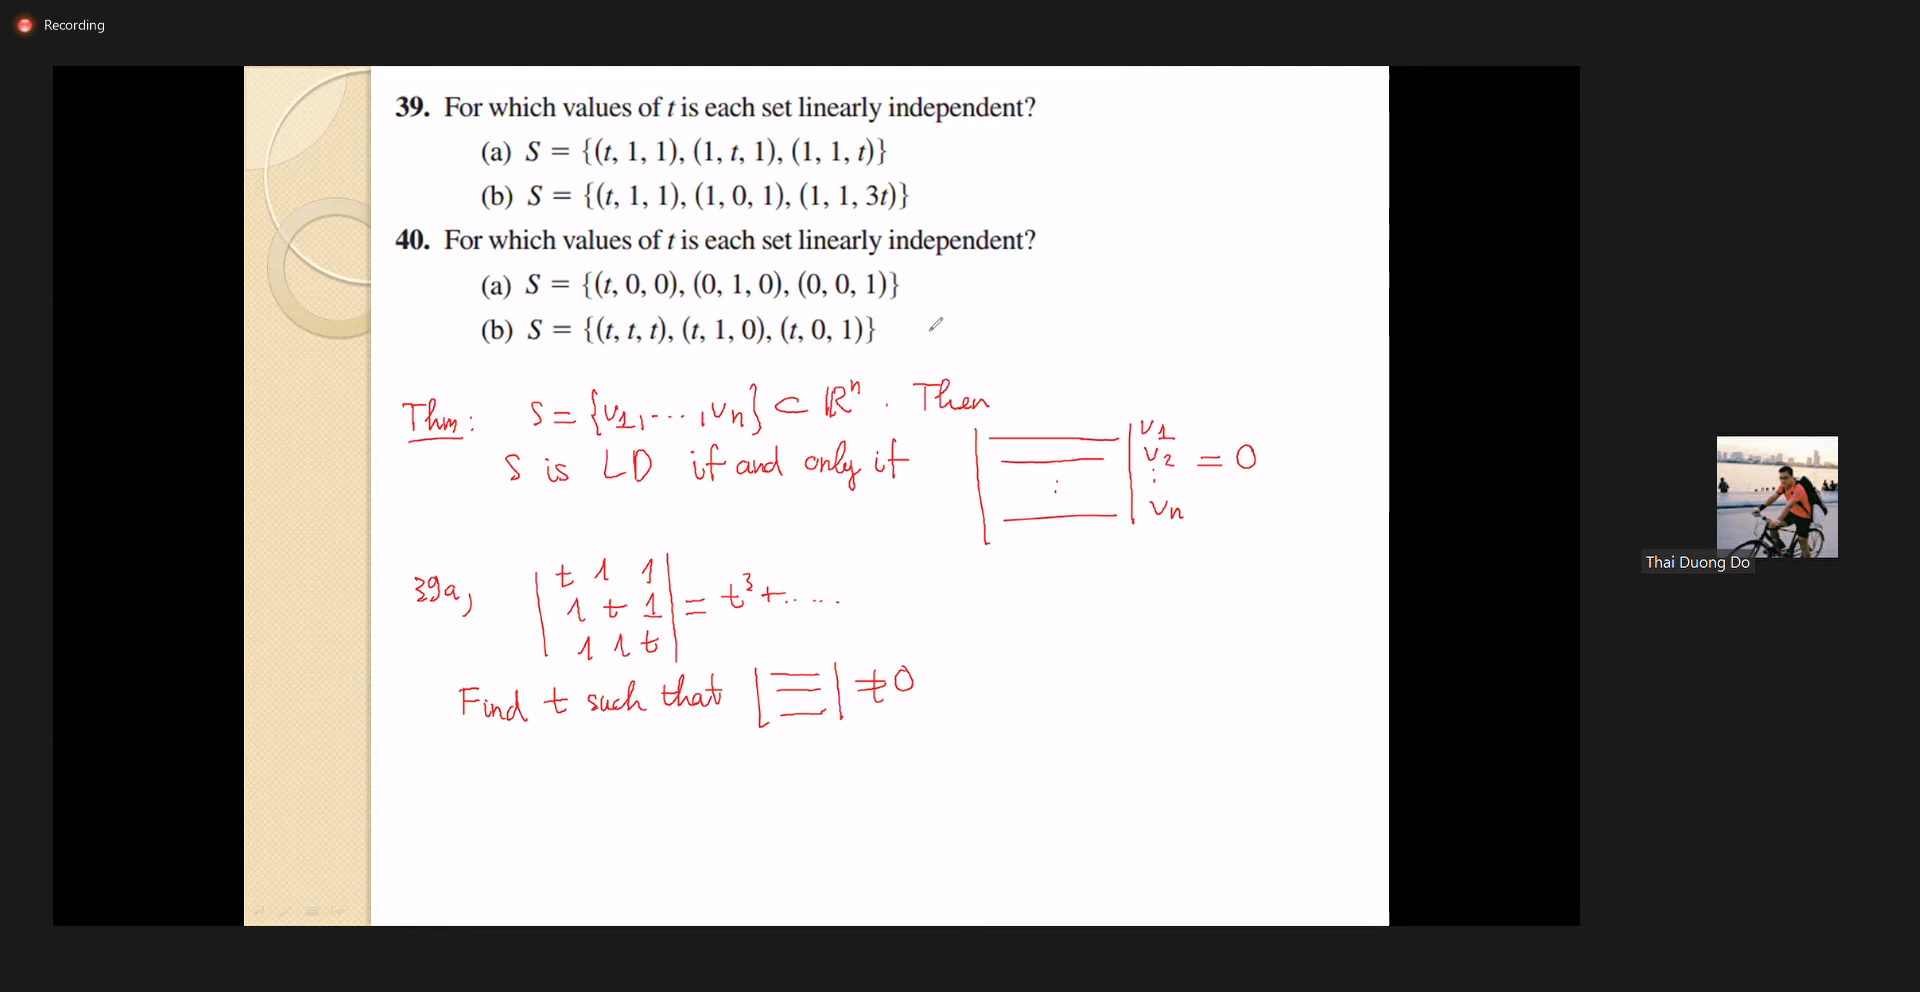 Recording
39. For which values of t is each set linearly independent?
(a) S = {(t, 1, 1), (1, t, 1), (1, 1, t)}
(b) S = {(t, 1, 1), (1, 0, 1), (1, 1, 3t)}
40. For which values of t is each set linearly independent?
(a) S = {(t, 0, 0), (0, 1, 0), (0, 0, 1)}
(b) S = {(t, t, t), (t, 1, 0), (t, 0, 1)}
Thm: S = {v1, ..., vn} ⊂ ℝⁿ. Then
S is LD if and only if | ⋮ | v1 v2 ⋮ vn = 0
39a, | t 1 1
1 t 1 | = t³ + .....
1 1 t |
Find t such that | | ≠ 0
Thai Duong Do